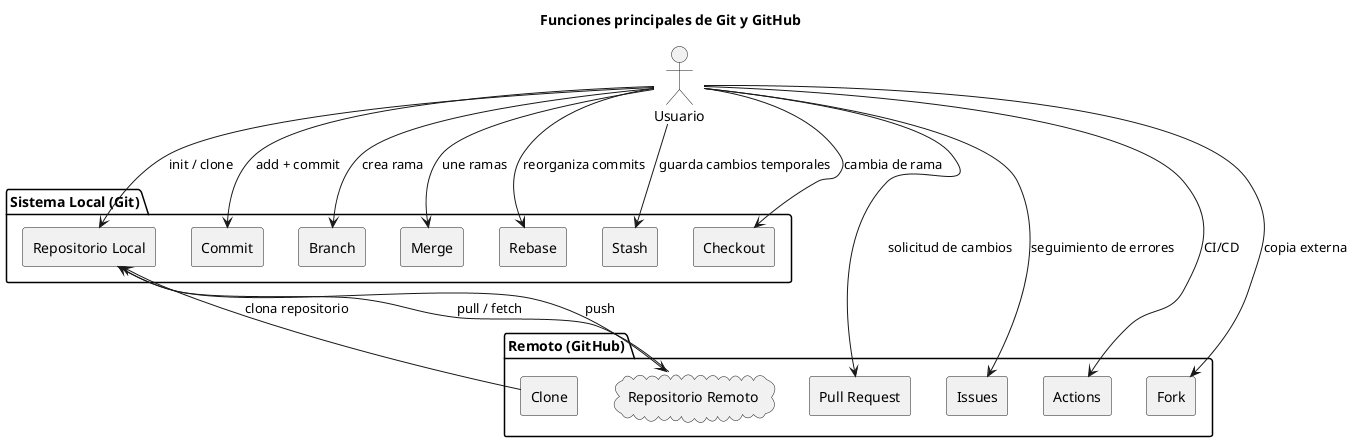 Funciones principales de Git y GitHub
Usuario
init / clone
add + commit
crea rama
une ramas
reorganiza commits
guarda cambios temporales
cambia de rama
Sistema Local (Git)
Repositorio Local
Commit
Branch
Merge
Rebase
Stash
Checkout
solicitud de cambios
seguimiento de errores
CI/CD
copia externa
clona repositorio
pull / fetch
push
Remoto (GitHub)
Clone
Repositorio Remoto
Pull Request
Issues
Actions
Fork